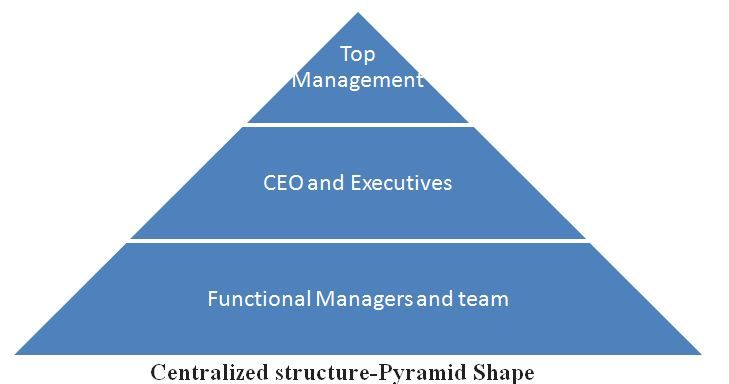 Top
Management
CEO and Executives
Functional Managers and team
Centralized structure-Pyramid Shape